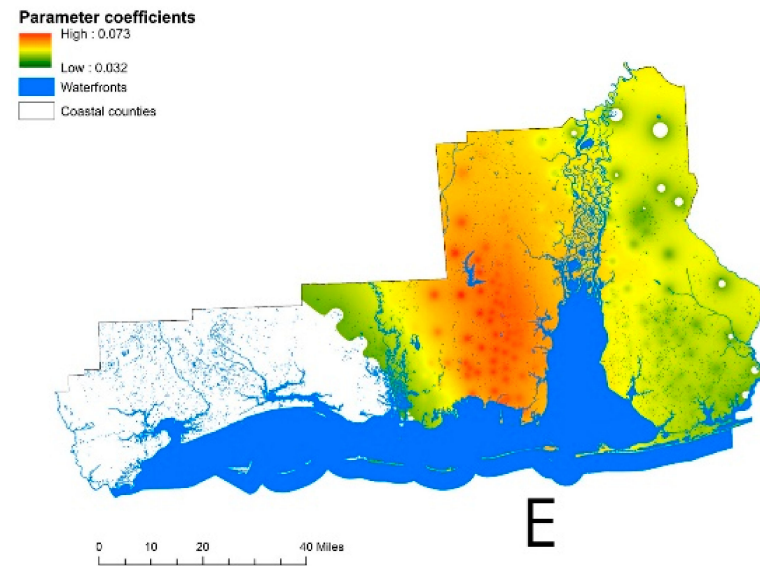 Parameter coefficients
High : 0.073
Low : 0.032
Waterfronts
Coastal counties
E
0 10 20 40 Miles